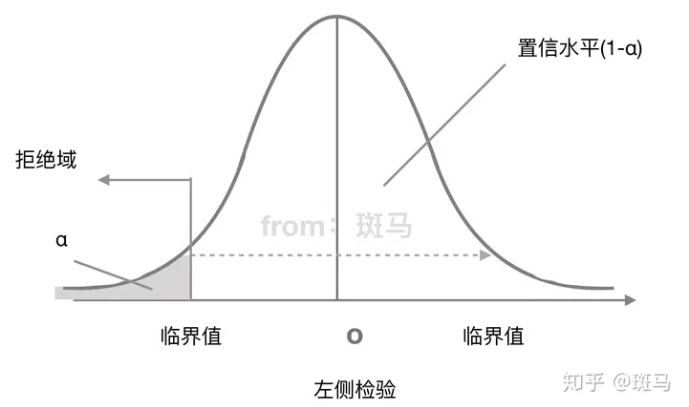 置信水平(1-α)
拒绝域
from：斑马
α
临界值
O
临界值
左侧检验
知乎 @斑马